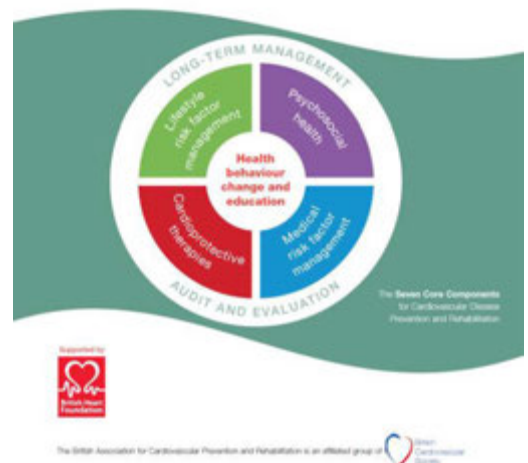 LONG-TERM MANAGEMENT
Lifestyle
risk factor
management
Psychosocial
health
Health
behaviour
change and
education
Cardioprotective
therapies
Medical
risk factor
management
AUDIT AND EVALUATION
The Seven Core Components
for Cardiovascular Disease
Prevention and Rehabilitation
Supported by
British Heart
Foundation
The British Association for Cardiovascular Prevention and Rehabilitation is an affiliated group of
British
Cardiovascular
Society